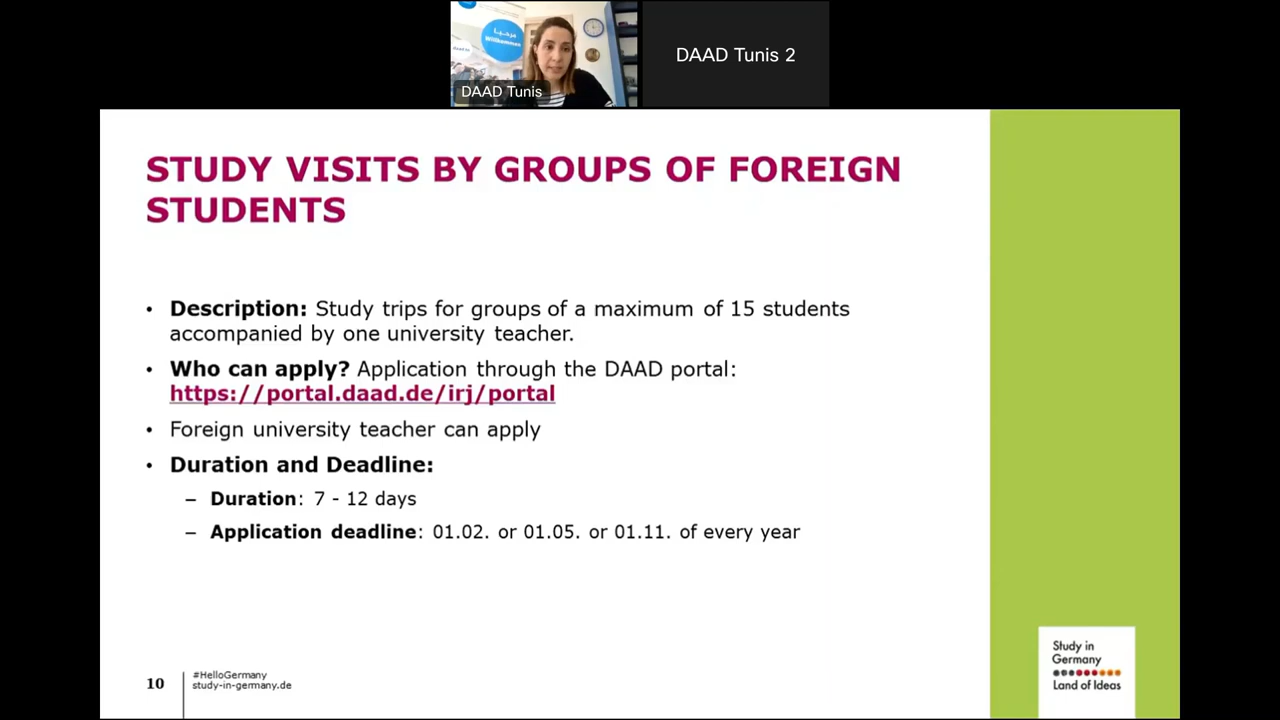 مرحبا
Willkommen
DAAD Tunis
DAAD Tunis 2
STUDY VISITS BY GROUPS OF FOREIGN
STUDENTS
• Description: Study trips for groups of a maximum of 15 students
accompanied by one university teacher.
• Who can apply? Application through the DAAD portal:
https://portal.daad.de/irj/portal
• Foreign university teacher can apply
• Duration and Deadline:
– Duration: 7 - 12 days
– Application deadline: 01.02. or 01.05. or 01.11. of every year
10
#HelloGermany
study-in-germany.de
Study in
Germany
Land of Ideas